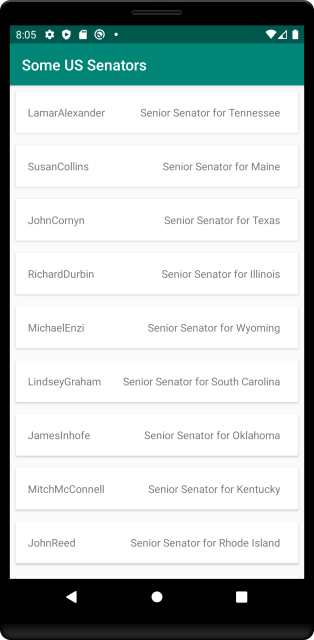 8:05
Some US Senators
LamarAlexander Senior Senator for Tennessee
SusanCollins Senior Senator for Maine
JohnCornyn Senior Senator for Texas
RichardDurbin Senior Senator for Illinois
MichaelEnzi Senior Senator for Wyoming
LindseyGraham Senior Senator for South Carolina
JamesInhofe Senior Senator for Oklahoma
MitchMcConnell Senior Senator for Kentucky
JohnReed Senior Senator for Rhode Island